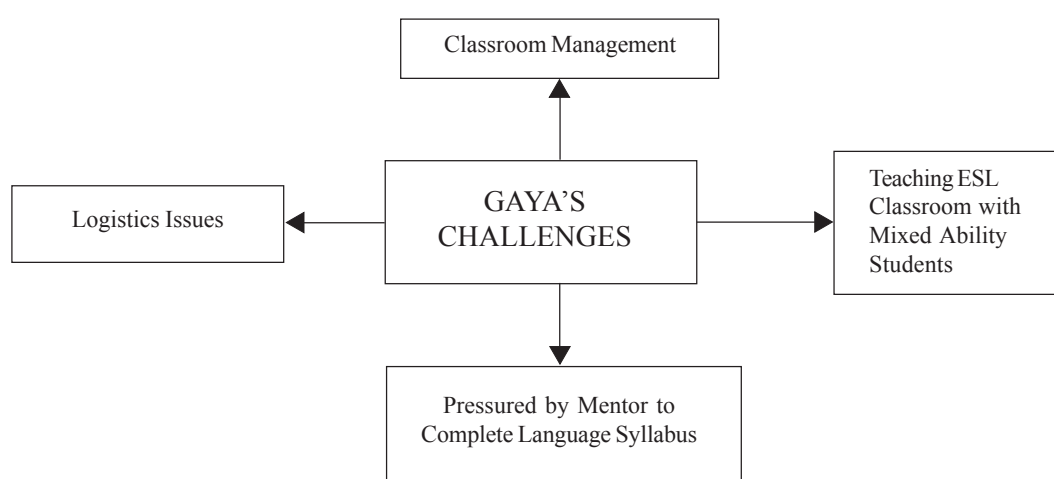 Classroom Management
Logistics Issues
GAYA'S
CHALLENGES
Teaching ESL
Classroom with
Mixed Ability
Students
Pressured by Mentor to
Complete Language Syllabus